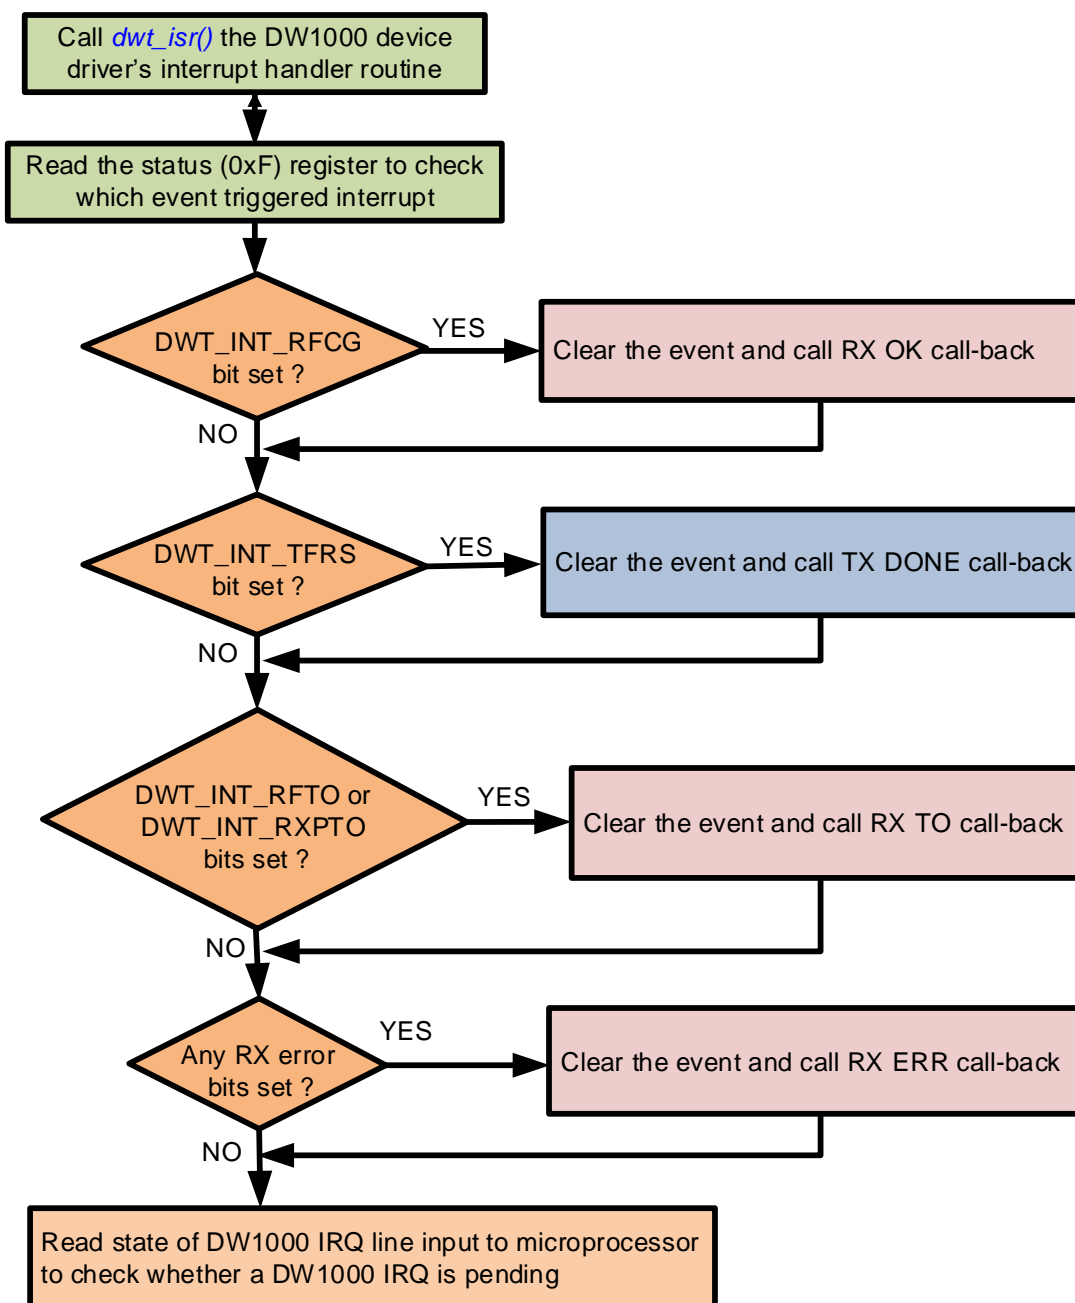 Call dwt_isr() the DW1000 device
driver's interrupt handler routine
Read the status (0xF) register to check
which event triggered interrupt
DWT_INT_RFCG
bit set ?
YES
Clear the event and call RX OK call-back
NO
DWT_INT_TFRS
bit set ?
YES
Clear the event and call TX DONE call-back
NO
DWT_INT_RFTO or
DWT_INT_RXPTO
bits set ?
YES
Clear the event and call RX TO call-back
NO
Any RX error
bits set ?
YES
Clear the event and call RX ERR call-back
NO
Read state of DW1000 IRQ line input to microprocessor
to check whether a DW1000 IRQ is pending